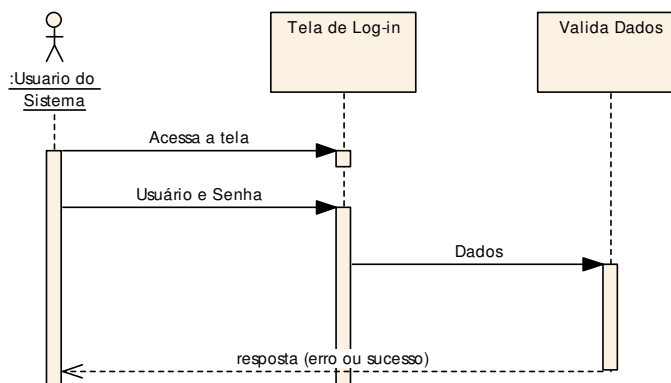 :Usuario do
Sistema
Tela de Log-in
Valida Dados
Acessa a tela
Usuário e Senha
Dados
resposta (erro ou sucesso)